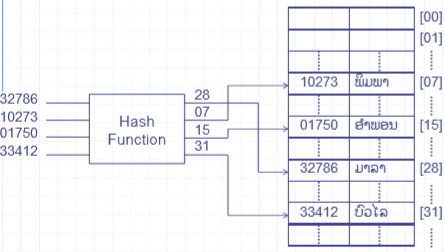 [00]
[01]
10273 ພິມພາ [07]
01750 ອຳພອນ [15]
32786 ມາລາ [28]
33412 ບົວໄລ [31]
32786
10273
01750
33412
Hash
Function
28
07
15
31